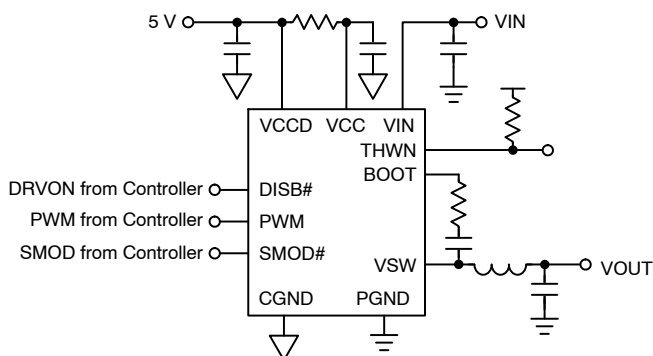 5 V
VIN
VCCD VCC VIN
THWN
BOOT
DRVON from Controller
DISB#
PWM from Controller
PWM
SMOD from Controller
SMOD#
VSW
VOUT
CGND PGND